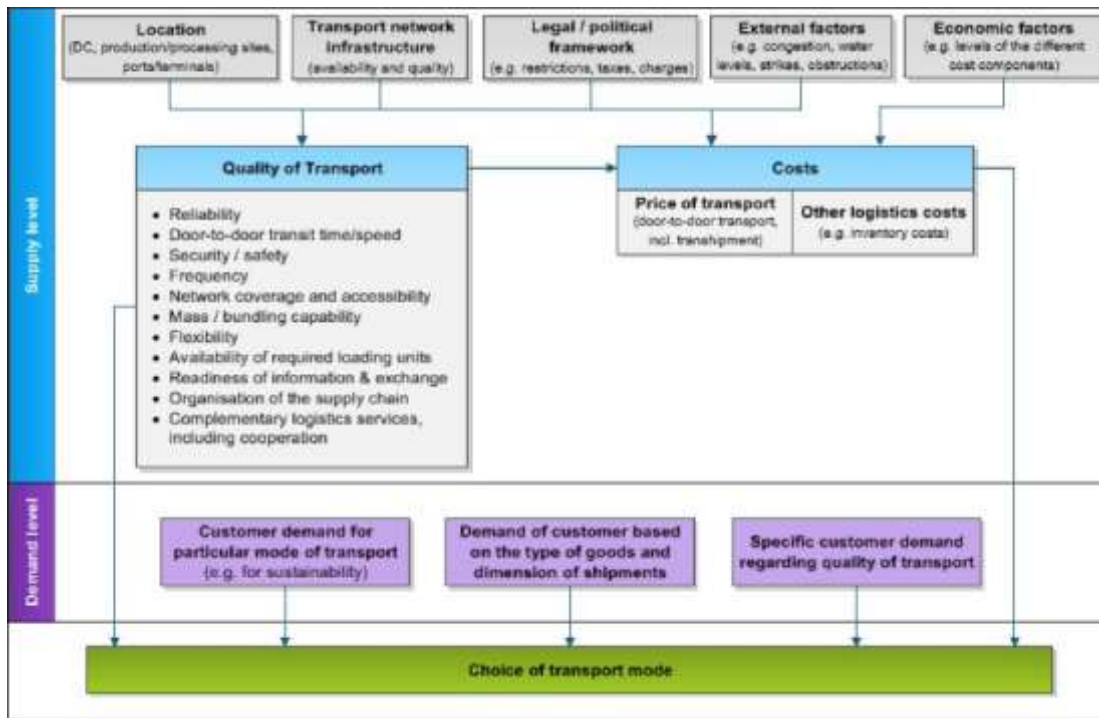 Location
(DC, production/processing sites,
ports/terminals)
Transport network
infrastructure
(availability and quality)
Legal / political
framework
(e.g. restrictions, taxes, charges)
External factors
(e.g. congestion, water
levels, strikes, obstructions)
Economic factors
(e.g. levels of the different
cost components)
Supply level
Quality of Transport
• Reliability
• Door-to-door transit time/speed
• Security / safety
• Frequency
• Network coverage and accessibility
• Mass / bundling capability
• Flexibility
• Availability of required loading units
• Readiness of information & exchange
• Organisation of the supply chain
• Complementary logistics services,
including cooperation
Costs
Price of transport
(door-to-door transport,
incl. transhipment)
Other logistics costs
(e.g. inventory costs)
Demand level
Customer demand for
particular mode of transport
(e.g. for sustainability)
Demand of customer based
on the type of goods and
dimension of shipments
Specific customer demand
regarding quality of transport
Choice of transport mode